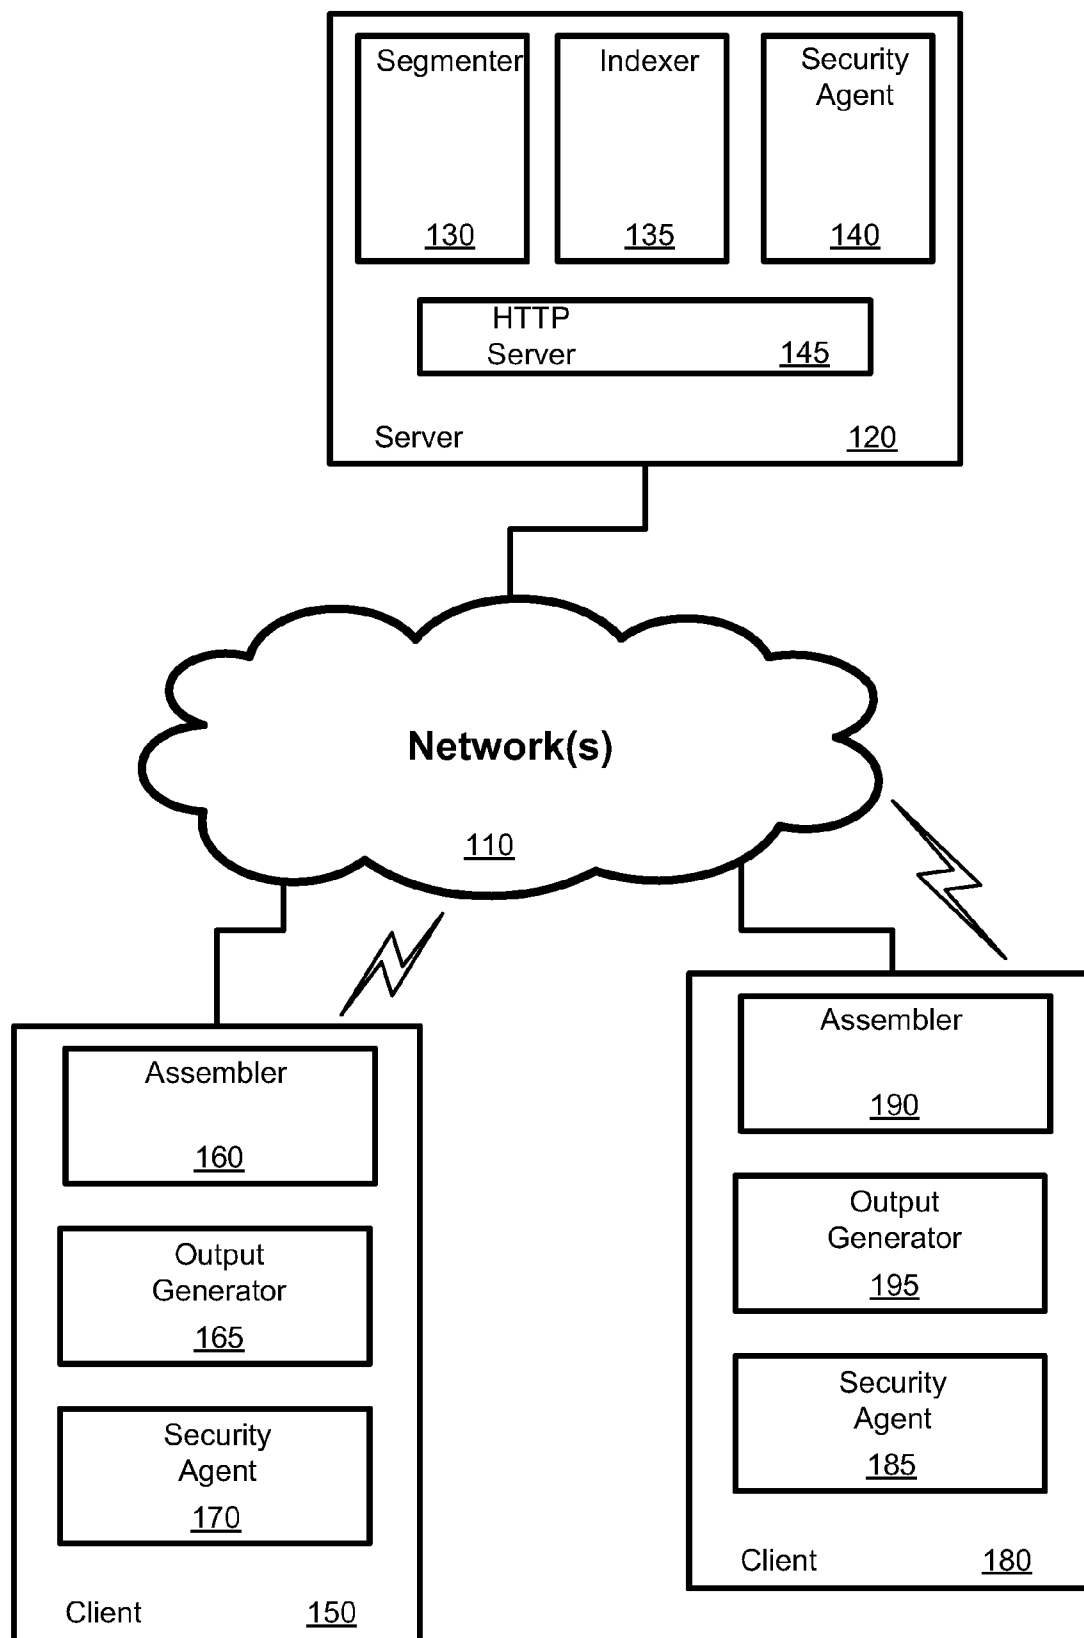 Segmenter
130
Indexer
135
Security
Agent
140
HTTP
Server
145
Server
120
Network(s)
110
Assembler
160
Output
Generator
165
Security
Agent
170
Client
150
Assembler
190
Output
Generator
195
Security
Agent
185
Client
180